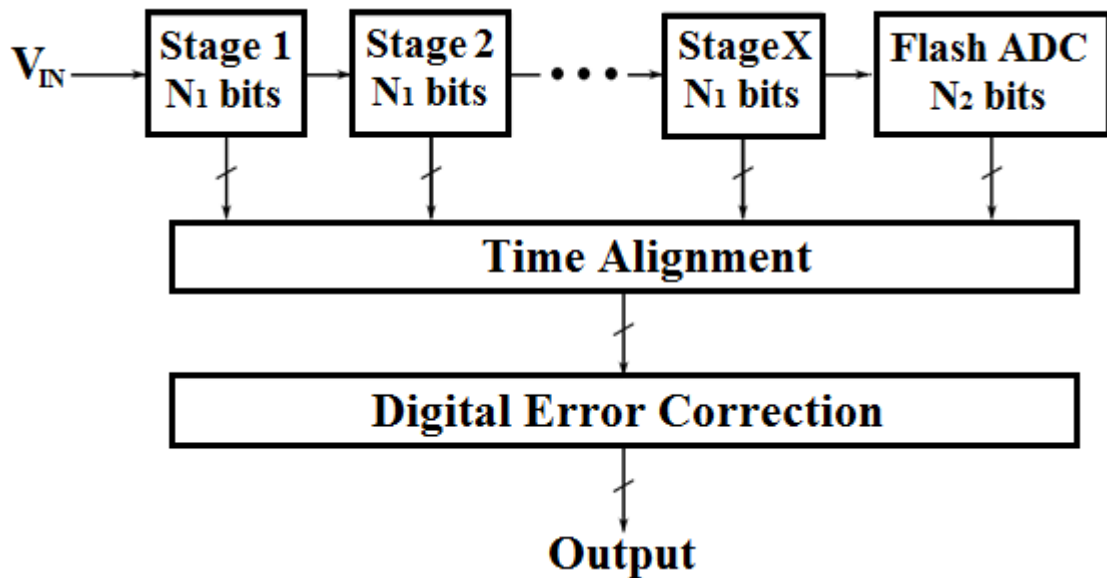 V_IN
Stage 1
N1 bits
Stage 2
N1 bits
StageX
N1 bits
Flash ADC
N2 bits
Time Alignment
Digital Error Correction
Output